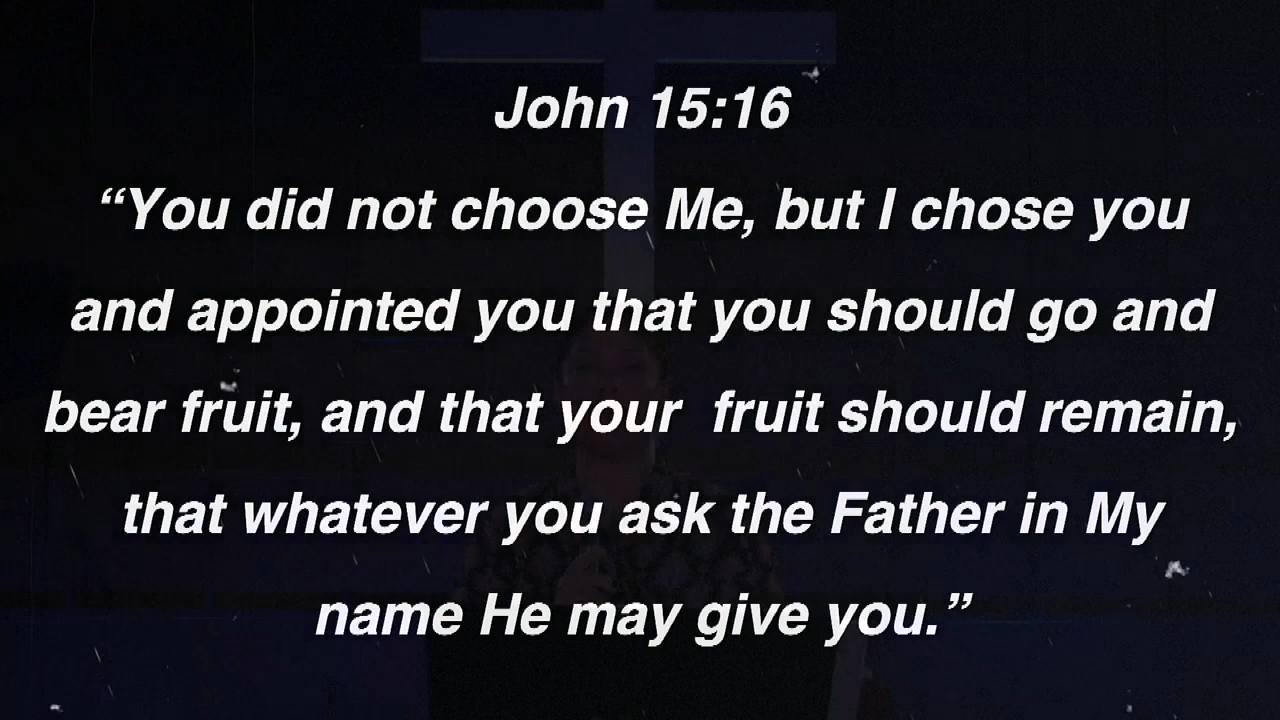 John 15:16
“You did not choose Me, but I chose you
and appointed you that you should go and
bear fruit, and that your  fruit should remain,
that whatever you ask the Father in My
name He may give you.”